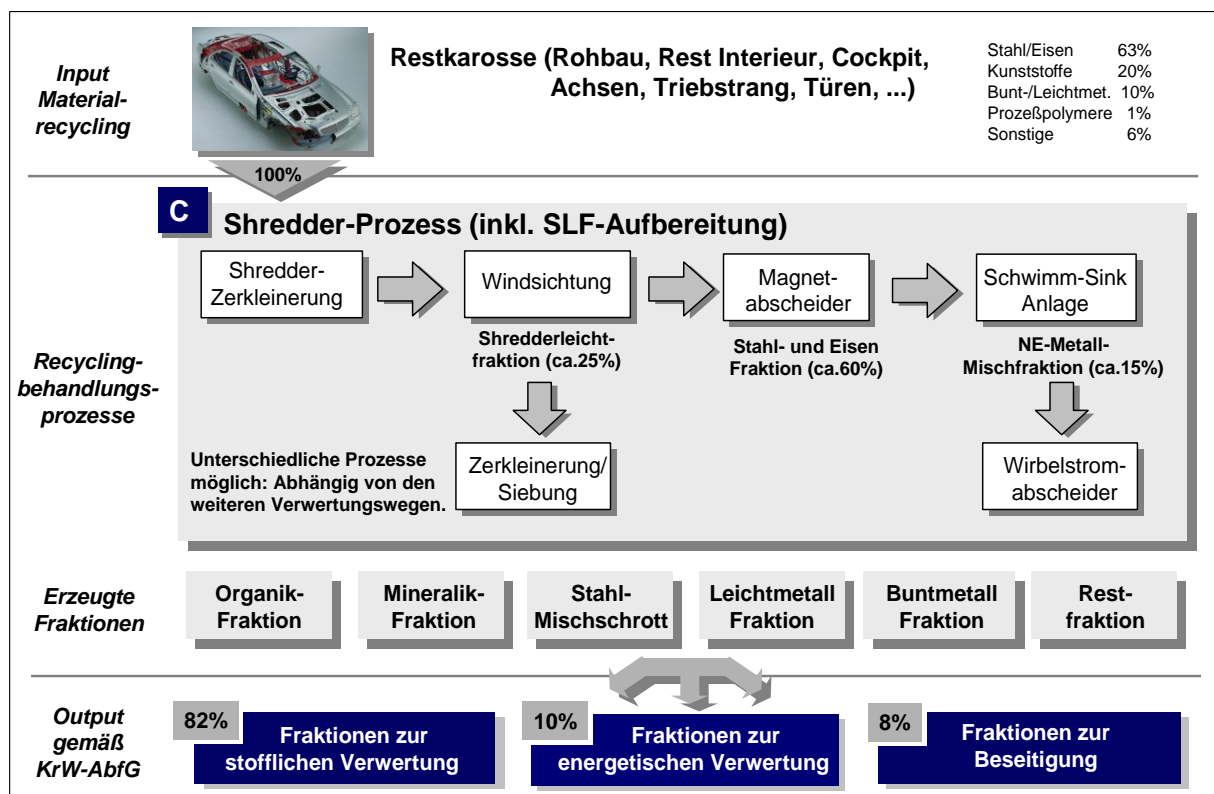 Input
Material-
recycling
Restkarosse (Rohbau, Rest Interieur, Cockpit,
Achsen, Triebstrang, Türen, ...)
Stahl/Eisen 63%
Kunststoffe 20%
Bunt-/Leichtmet. 10%
Prozeßpolymere 1%
Sonstige 6%
100%
C
Shredder-Prozess (inkl. SLF-Aufbereitung)
Recycling-
behandlungs-
prozesse
Shredder-
Zerkleinerung
Windsichtung
Magnet-
abscheider
Schwimm-Sink
Anlage
Shredderleicht-
fraktion (ca.25%)
Stahl- und Eisen
Fraktion (ca.60%)
NE-Metall-
Mischfraktion (ca.15%)
Unterschiedliche Prozesse
möglich: Abhängig von den
weiteren Verwertungswegen.
Zerkleinerung/
Siebung
Wirbelstrom-
abscheider
Erzeugte
Fraktionen
Organik-
Fraktion
Mineralik-
Fraktion
Stahl-
Mischschrott
Leichtmetall
Fraktion
Buntmetall
Fraktion
Rest-
fraktion
Output
gemäß
KrW-AbfG
82%
Fraktionen zur
stofflichen Verwertung
10%
Fraktionen zur
energetischen Verwertung
8%
Fraktionen zur
Beseitigung